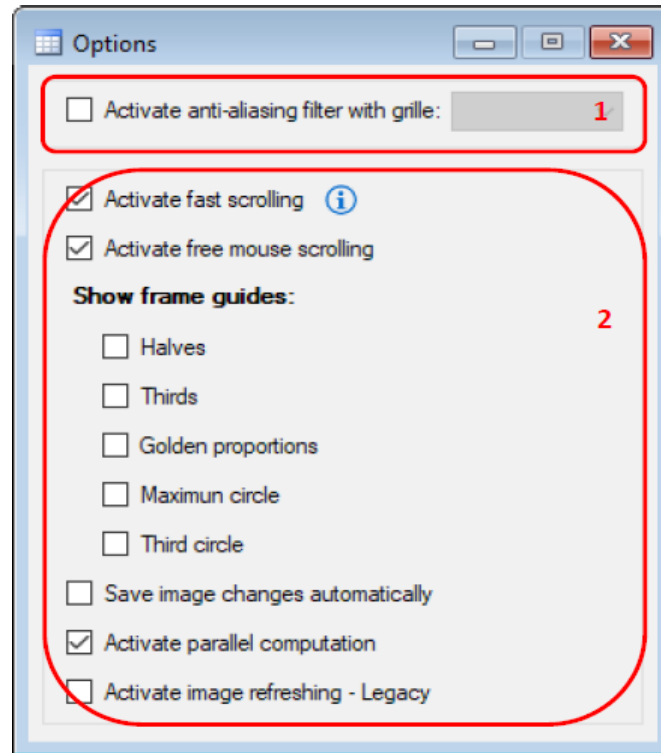 Options
Activate anti-aliasing filter with grille: 1
Activate fast scrolling
Activate free mouse scrolling
Show frame guides:
2
Halves
Thirds
Golden proportions
Maximun circle
Third circle
Save image changes automatically
Activate parallel computation
Activate image refreshing - Legacy